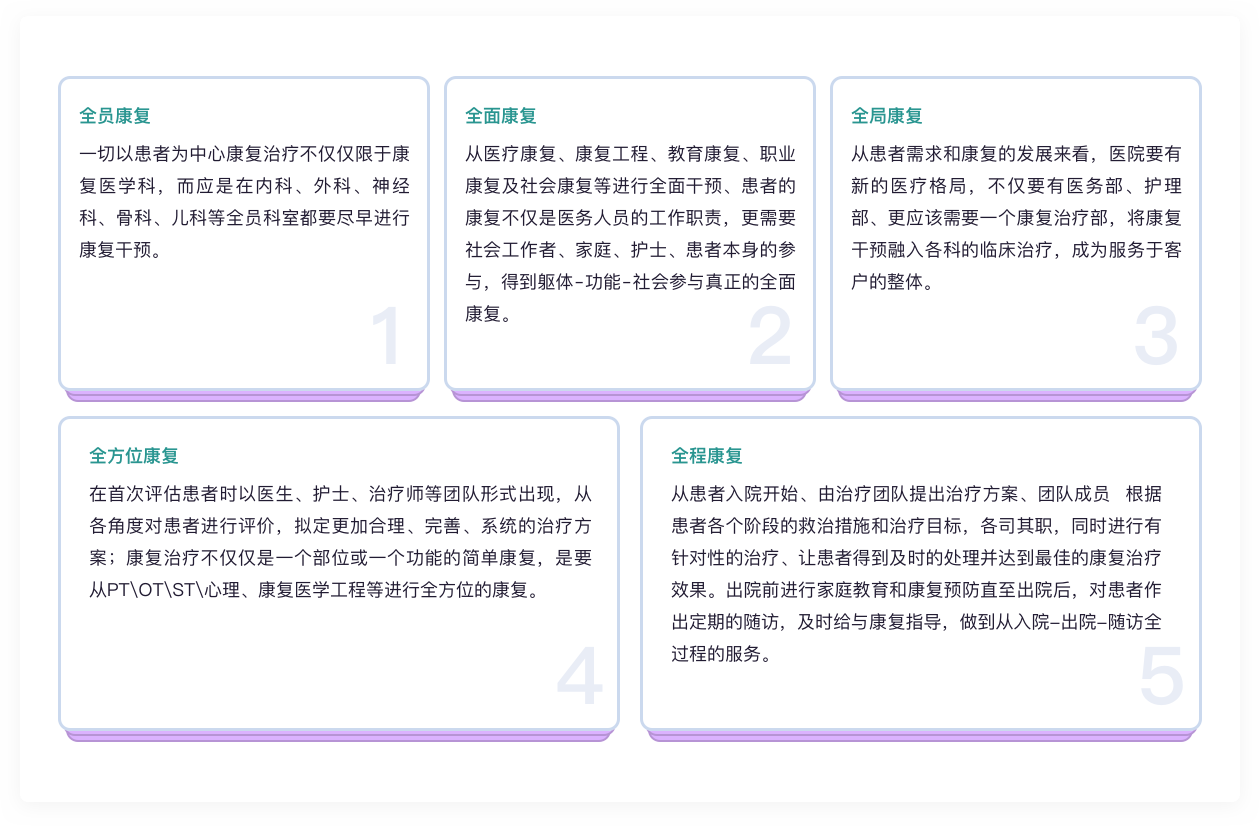 全员康复
一切以患者为中心康复治疗不仅仅限于康
复医学科，而应是在内科、外科、神经
科、骨科、儿科等全员科室都要尽早进行
康复干预。
1
全面康复
从医疗康复、康复工程、教育康复、职业
康复及社会康复等进行全面干预、患者的
康复不仅是医务人员的工作职责，更需要
社会工作者、家庭、护士、患者本身的参
与，得到躯体-功能-社会参与真正的全面
康复。
2
全局康复
从患者需求和康复的发展来看，医院要有
新的医疗格局，不仅要有医务部、护理
部、更应该需要一个康复治疗部，将康复
干预融入各科的临床治疗，成为服务于客
户的整体。
3
全方位康复
在首次评估患者时以医生、护士、治疗师等团队形式出现，从
各角度对患者进行评价，拟定更加合理、完善、系统的治疗方
案；康复治疗不仅仅是一个部位或一个功能的简单康复，是要
从PT\OT\ST\心理、康复医学工程等进行全方位的康复。
4
全程康复
从患者入院开始、由治疗团队提出治疗方案、团队成员 根据
患者各个阶段的救治措施和治疗目标，各司其职，同时进行有
针对性的治疗、让患者得到及时的处理并达到最佳的康复治疗
效果。出院前进行家庭教育和康复预防直至出院后，对患者作
出定期的随访，及时给与康复指导，做到从入院–出院–随访全
过程的服务。
5